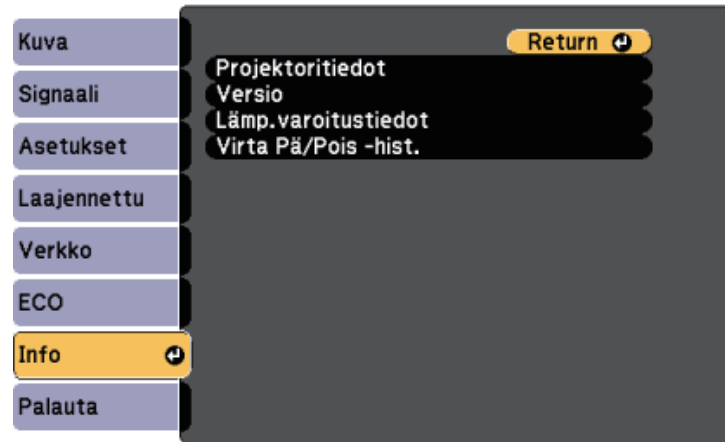 Kuva
Signaali
Asetukset
Laajennettu
Verkko
ECO
Info
Palauta
Return
Projektoritiedot
Versio
Lämp.varoitustiedot
Virta Pä/Pois -hist.